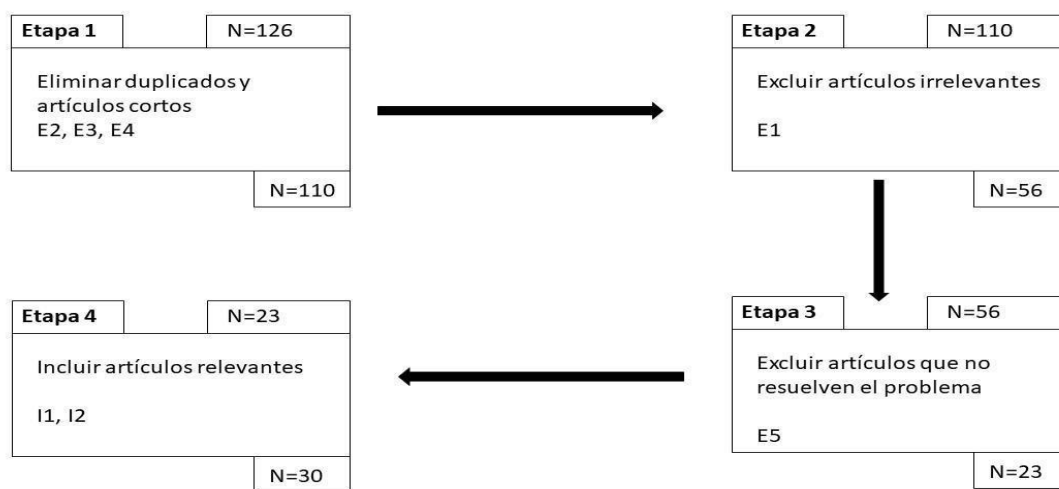 Etapa 1
N=126
Eliminar duplicados y
artículos cortos
E2, E3, E4
N=110
Etapa 2
N=110
Excluir artículos irrelevantes
E1
N=56
Etapa 3
N=56
Excluir artículos que no
resuelven el problema
E5
N=23
Etapa 4
N=23
Incluir artículos relevantes
I1, I2
N=30